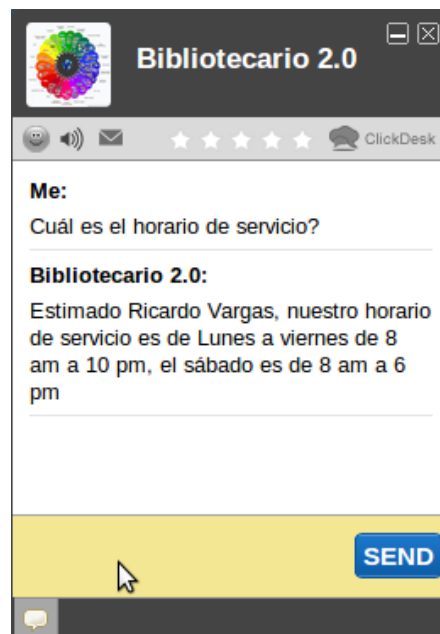 Bibliotecario 2.0
ClickDesk
Me:
Cuál es el horario de servicio?
Bibliotecario 2.0:
Estimado Ricardo Vargas, nuestro horario
de servicio es de Lunes a viernes de 8
am a 10 pm, el sábado es de 8 am a 6
pm
SEND